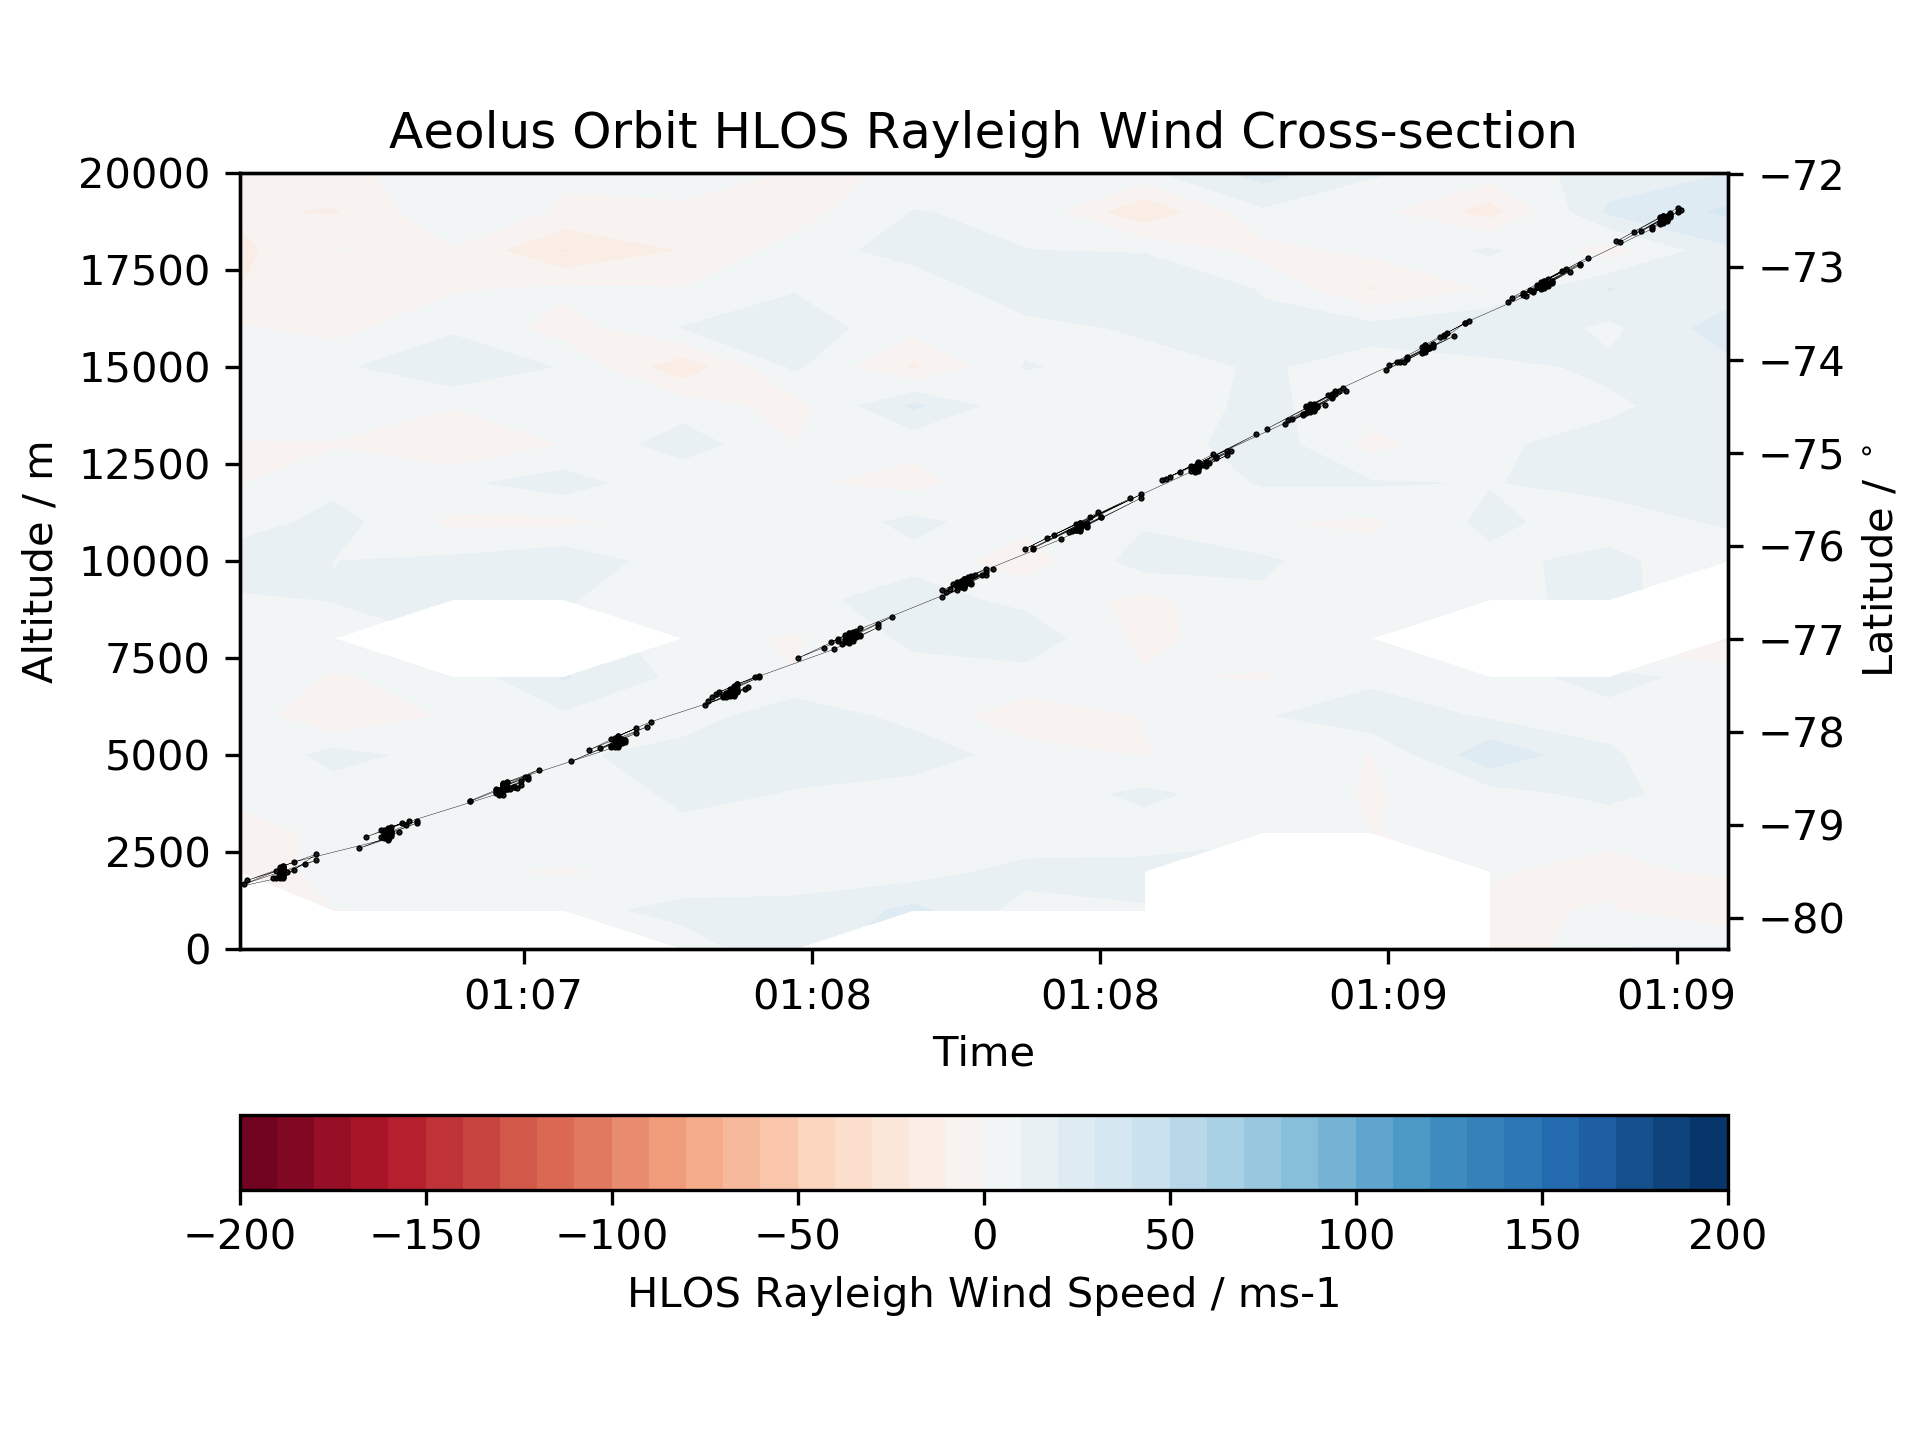 Aeolus Orbit HLOS Rayleigh Wind Cross-section
20000
17500
15000
12500
10000
7500
5000
2500
0
Altitude / m
−72
−73
−74
−75
−76
−77
−78
−79
−80
Latitude / °
01:07 01:08 01:08 01:09 01:09
Time
−200 −150 −100 −50 0 50 100 150 200
HLOS Rayleigh Wind Speed / ms-1